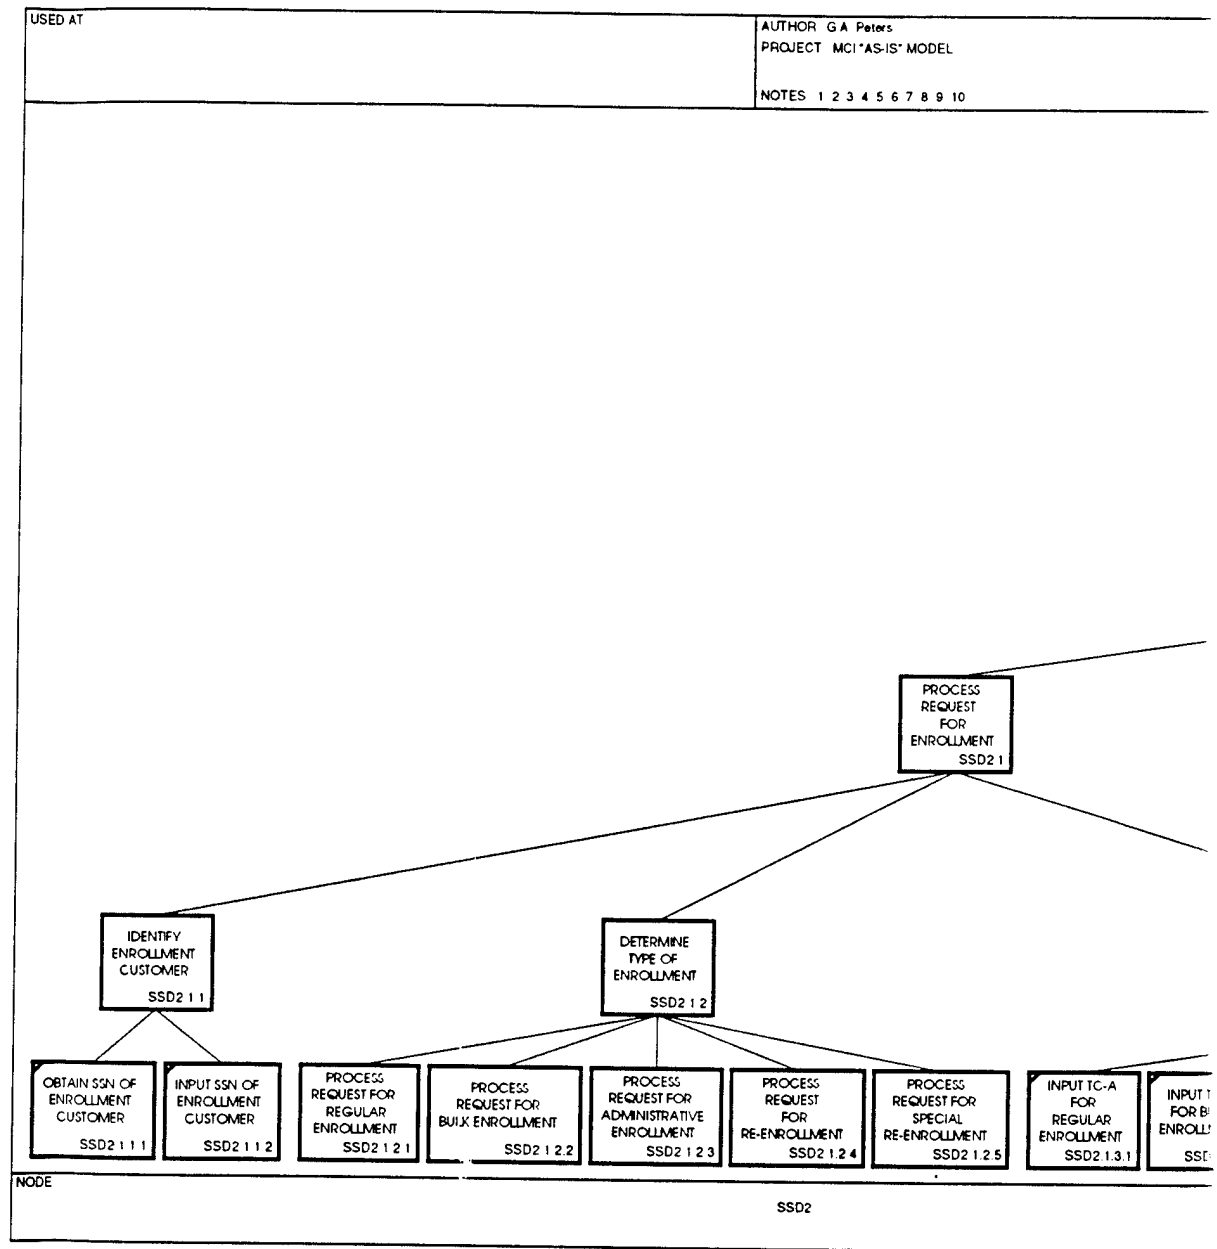 USED AT
AUTHOR G A Peters
PROJECT MCI "AS-IS" MODEL
NOTES 1 2 3 4 5 6 7 8 9 10
PROCESS
REQUEST
FOR
ENROLLMENT
SSD2 1
IDENTIFY
ENROLLMENT
CUSTOMER
SSD2 1 1
DETERMINE
TYPE OF
ENROLLMENT
SSD2 1 2
OBTAIN SSN OF
ENROLLMENT
CUSTOMER
SSD2 1 1 1
INPUT SSN OF
ENROLLMENT
CUSTOMER
SSD2 1 1 2
PROCESS
REQUEST FOR
REGULAR
ENROLLMENT
SSD2 1 2 1
PROCESS
REQUEST FOR
BULK ENROLLMENT
SSD2 1 2.2
PROCESS
REQUEST FOR
ADMINISTRATIVE
ENROLLMENT
SSD2 1 2 3
PROCESS
REQUEST
FOR
RE-ENROLLMENT
SSD2 1.2 4
PROCESS
REQUEST FOR
SPECIAL
RE-ENROLLMENT
SSD2 1.2.5
INPUT TC-A
FOR
REGULAR
ENROLLMENT
SSD2.1.3.1
INPUT
FOR
NODE
SSD2